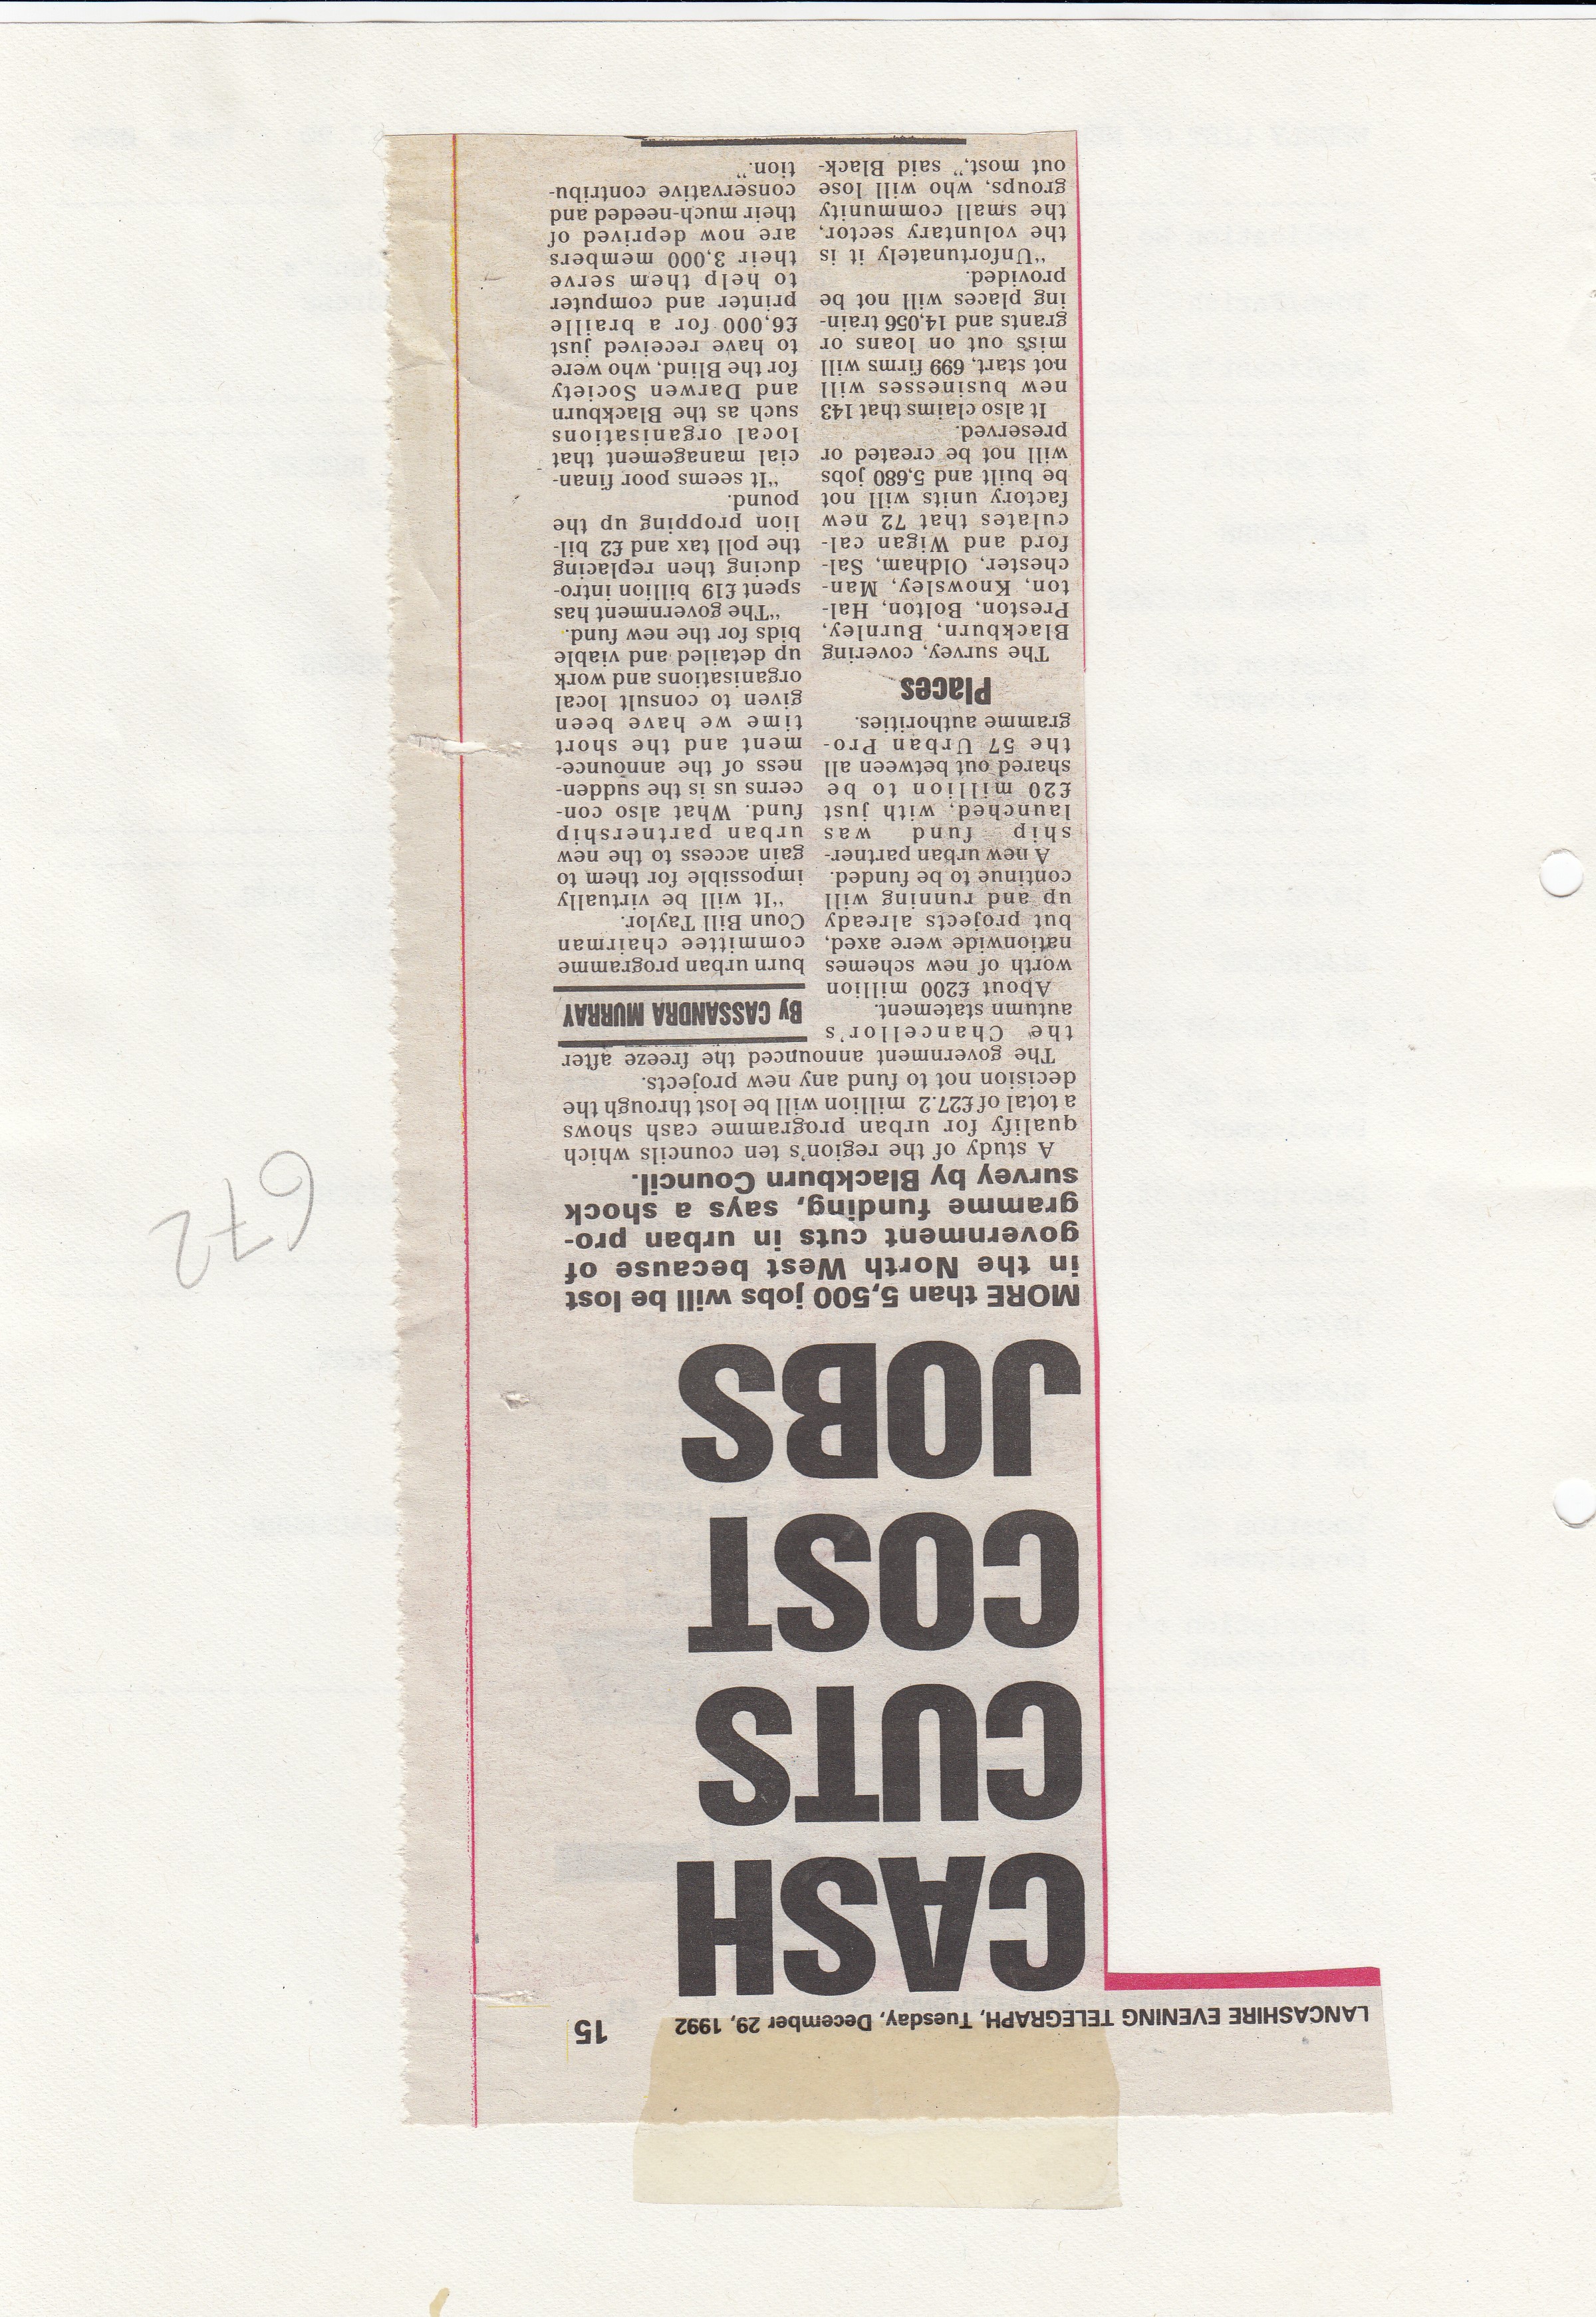 LANCASHIRE EVENING TELEGRAPH, Tuesday, December 29, 1992 15
CASH
CUTS
COST
JOBS
MORE than 5,500 jobs will be lost
in the North West because of
government cuts in urban pro-
gramme funding, says a shock
survey by Blackburn Council.
A study of the region's ten councils which
qualify for urban programme cash shows
a total of £27.2 million will be lost through the
decision not to fund any new projects.
The government announced the freeze after
the Chancellor's
autumn statement.
About £200 million
worth of new schemes
nationwide were axed,
but projects already
up and running will
continue to be funded.
A new urban partner-
ship fund was
launched, with just
£20 million to be
shared out between all
the 57 Urban Pro-
gramme authorities.
Places
The survey, covering
Blackburn, Burnley,
Preston, Bolton, Hal-
ton, Knowsley, Man-
chester, Oldham, Sal-
ford and Wigan cal-
culates that 72 new
factory units will not
be built and 5,680 jobs
will not be created or
preserved.
It also claims that 143
new businesses will
not start, 699 firms will
miss out on loans or
grants and 14,056 train-
ing places will not be
provided.
"Unfortunately it is
the voluntary sector,
the small community
groups, who will lose
out most," said Black-
By CASSANDRA MURRAY
burn urban programme
committee chairman
Coun Bill Taylor.
"It will be virtually
impossible for them to
gain access to the new
urban partnership
fund. What also con-
cerns us is the sudden-
ness of the announce-
ment and the short
time we have been
given to consult local
organisations and work
up detailed and viable
bids for the new fund.
"The government has
spent £19 billion intro-
ducing then replacing
the poll tax and £2 bil-
lion propping up the
pound.
"It seems poor finan-
cial management that
local organisations
such as the Blackburn
and Darwen Society
for the Blind, who were
to have received just
£6,000 for a braille
printer and computer
to help them serve
their 3,000 members
are now deprived of
their much-needed and
conservative contribu-
tion."
672